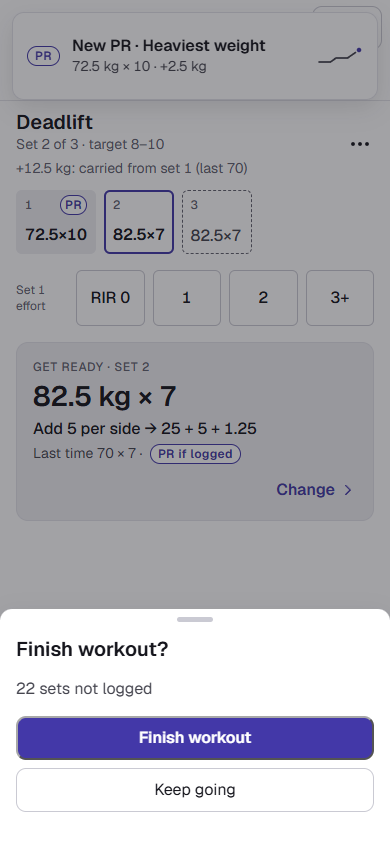 PR
New PR · Heaviest weight
72.5 kg × 10 · +2.5 kg
Deadlift
Set 2 of 3 · target 8–10
+12.5 kg: carried from set 1 (last 70)
1 PR
72.5×10
2
82.5×7
3
82.5×7
Set 1 effort
RIR 0
1
2
3+
GET READY · SET 2
82.5 kg × 7
Add 5 per side → 25 + 5 + 1.25
Last time 70 × 7 · PR if logged
Change
Finish workout?
22 sets not logged
Finish workout
Keep going